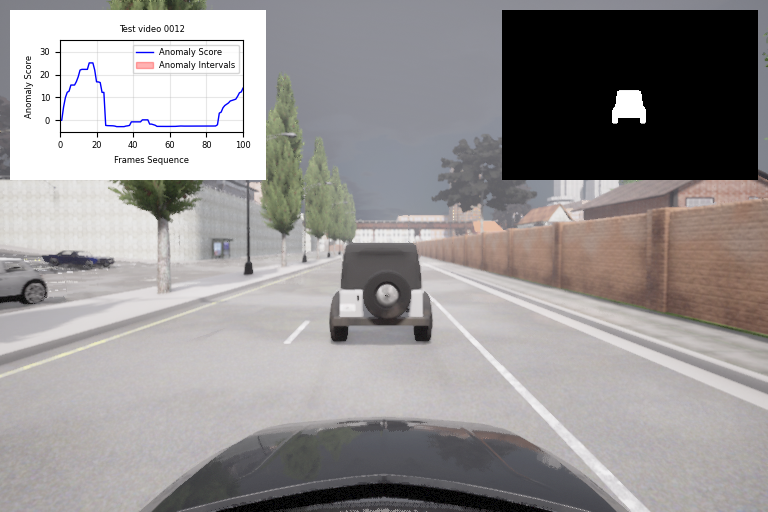 Test video 0012
Anomaly Score
Anomaly Intervals
Anomaly Score
30
20
10
0
0 20 40 60 80 100
Frames Sequence